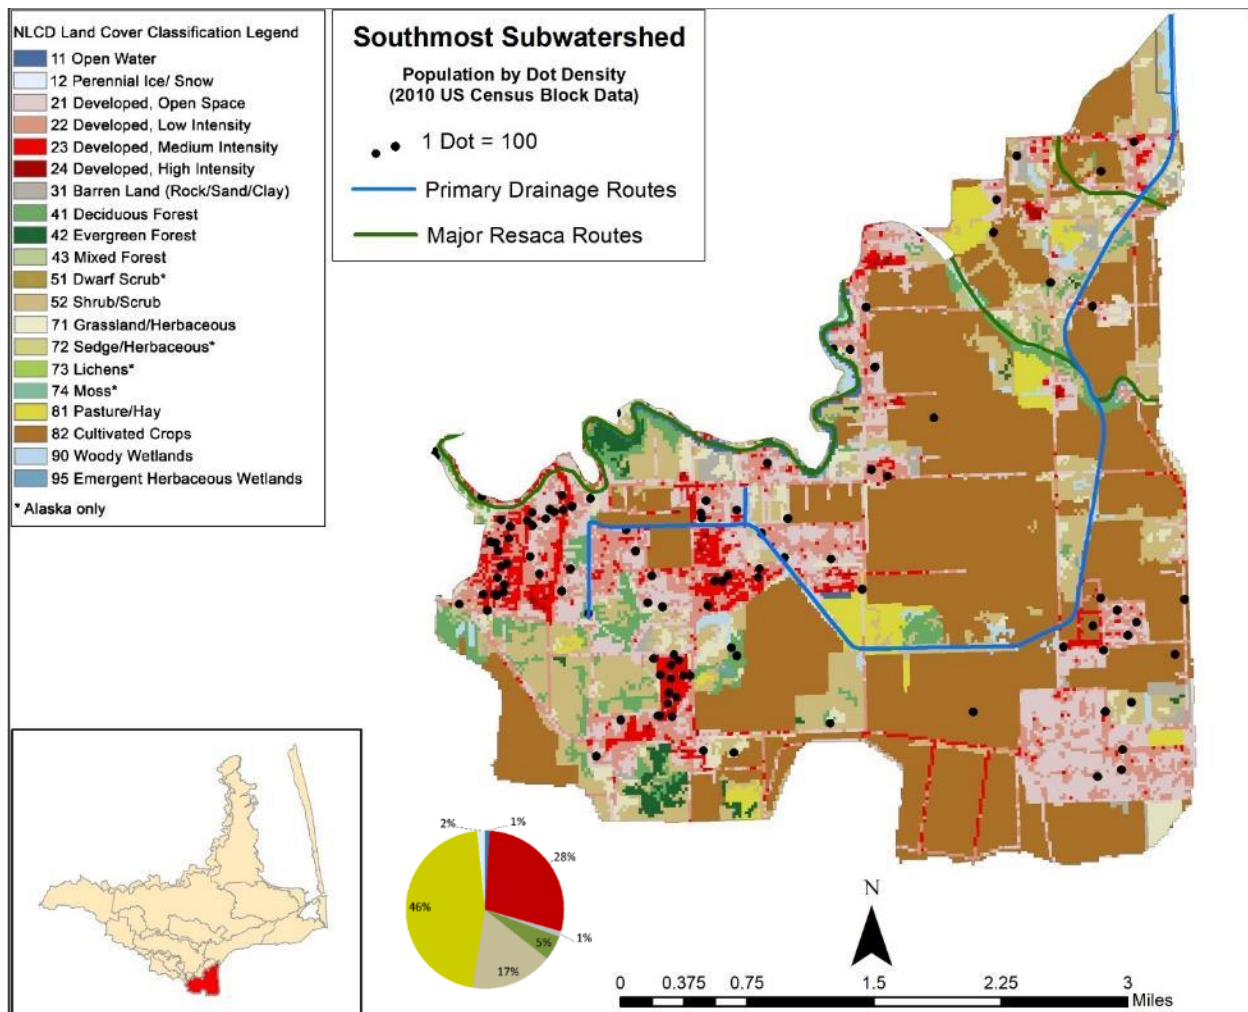 NLCD Land Cover Classification Legend
11 Open Water
12 Perennial Ice/ Snow
21 Developed, Open Space
22 Developed, Low Intensity
23 Developed, Medium Intensity
24 Developed, High Intensity
31 Barren Land (Rock/Sand/Clay)
41 Deciduous Forest
42 Evergreen Forest
43 Mixed Forest
51 Dwarf Scrub*
52 Shrub/Scrub
71 Grassland/Herbaceous
72 Sedge/Herbaceous*
73 Lichens*
74 Moss*
81 Pasture/Hay
82 Cultivated Crops
90 Woody Wetlands
95 Emergent Herbaceous Wetlands
* Alaska only
Southmost Subwatershed
Population by Dot Density
(2010 US Census Block Data)
1 Dot = 100
Primary Drainage Routes
Major Resaca Routes
2%
1%
28%
46%
1%
5%
17%
N
0 0.375 0.75 1.5 2.25 3
Miles